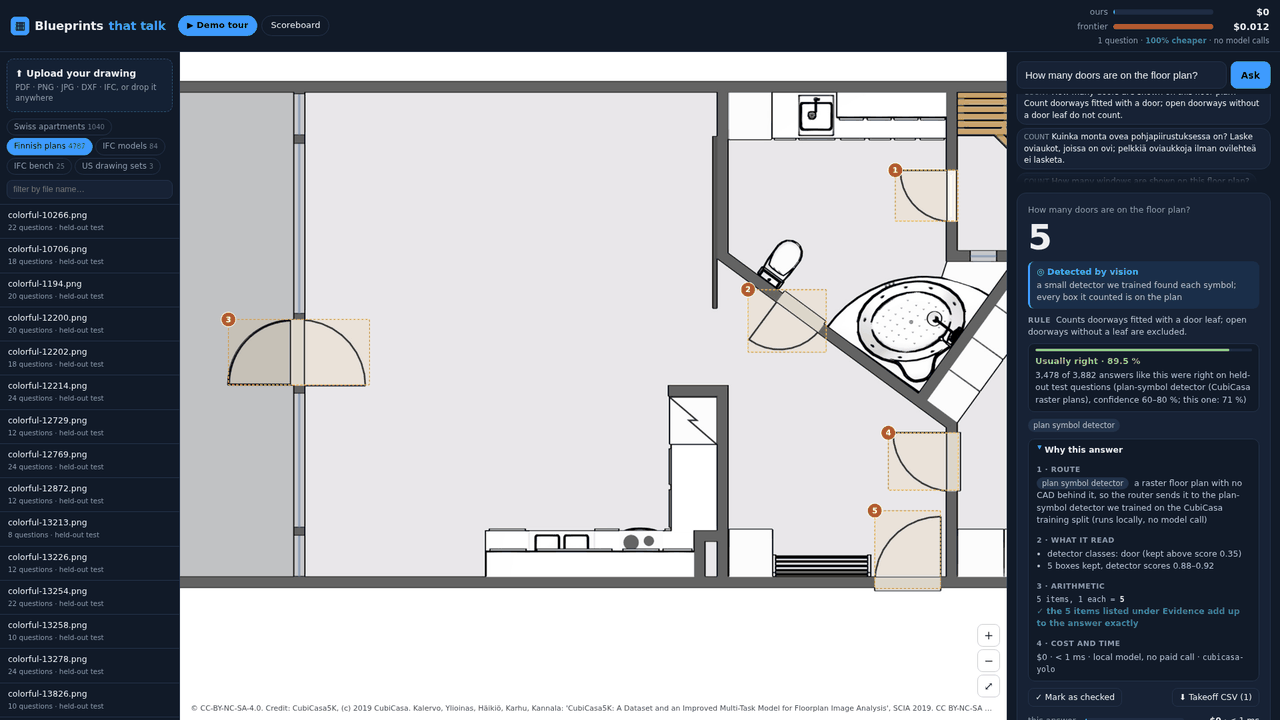 Blueprints that talk
▶ Demo tour
Scoreboard
ours
$0
frontier
$0.012
1 question · 100% cheaper · no model calls
⬆ Upload your drawing
PDF · PNG · JPG · DXF · IFC, or drop it
anywhere
Swiss apartments 1040
Finnish plans 4767
IFC models 84
IFC bench 25
US drawing sets 3
filter by file name…
colorful-10266.png
22 questions · held-out test
colorful-10706.png
18 questions · held-out test
colorful-1194.png
20 questions · held-out test
colorful-12200.png
20 questions · held-out test
colorful-12202.png
18 questions · held-out test
colorful-12214.png
24 questions · held-out test
colorful-12729.png
12 questions · held-out test
colorful-12769.png
24 questions · held-out test
colorful-12872.png
12 questions · held-out test
colorful-13213.png
8 questions · held-out test
colorful-13226.png
12 questions · held-out test
colorful-13254.png
22 questions · held-out test
colorful-13258.png
10 questions · held-out test
colorful-13278.png
24 questions · held-out test
colorful-13826.png
10 questions · held-out test
1
2
3
4
5
+
−
⤢
© CC-BY-NC-SA-4.0. Credit: CubiCasa5K, (c) 2019 CubiCasa. Kalervo, Ylioinas, Häikiö, Karhu, Kannala: 'CubiCasa5K: A Dataset and an Improved Multi-Task Model for Floorplan Image Analysis', SCIA 2019. CC BY-NC-SA …
How many doors are on the floor plan?
Ask
Count doorways fitted with a door; open doorways without
a door leaf do not count.
COUNT Kuinka monta ovea pohjapiirustuksessa on? Laske
oviaukot, joissa on ovi; pelkkiä oviaukkoja ilman ovilehteä
ei lasketa.
COUNT How many windows are shown on this floor plan?
How many doors are on the floor plan?
5
◎ Detected by vision
a small detector we trained found each symbol;
every box it counted is on the plan
RULE Counts doorways fitted with a door leaf; open
doorways without a leaf are excluded.
Usually right · 89.5 %
3,478 of 3,882 answers like this were right on held-
out test questions (plan-symbol detector (CubiCasa
raster plans), confidence 60–80 %; this one: 71 %)
plan symbol detector
▾ Why this answer
1 · ROUTE
plan symbol detector a raster floor plan with no
CAD behind it, so the router sends it to the plan-
symbol detector we trained on the CubiCasa
training split (runs locally, no model call)
2 · WHAT IT READ
• detector classes: door (kept above score 0.35)
• 5 boxes kept, detector scores 0.88–0.92
3 · ARITHMETIC
5 items, 1 each = 5
✓ the 5 items listed under Evidence add up
to the answer exactly
4 · COST AND TIME
$0 · < 1 ms · local model, no paid call · cubicasa-
yolo
✓ Mark as checked
⬇ Takeoff CSV (1)